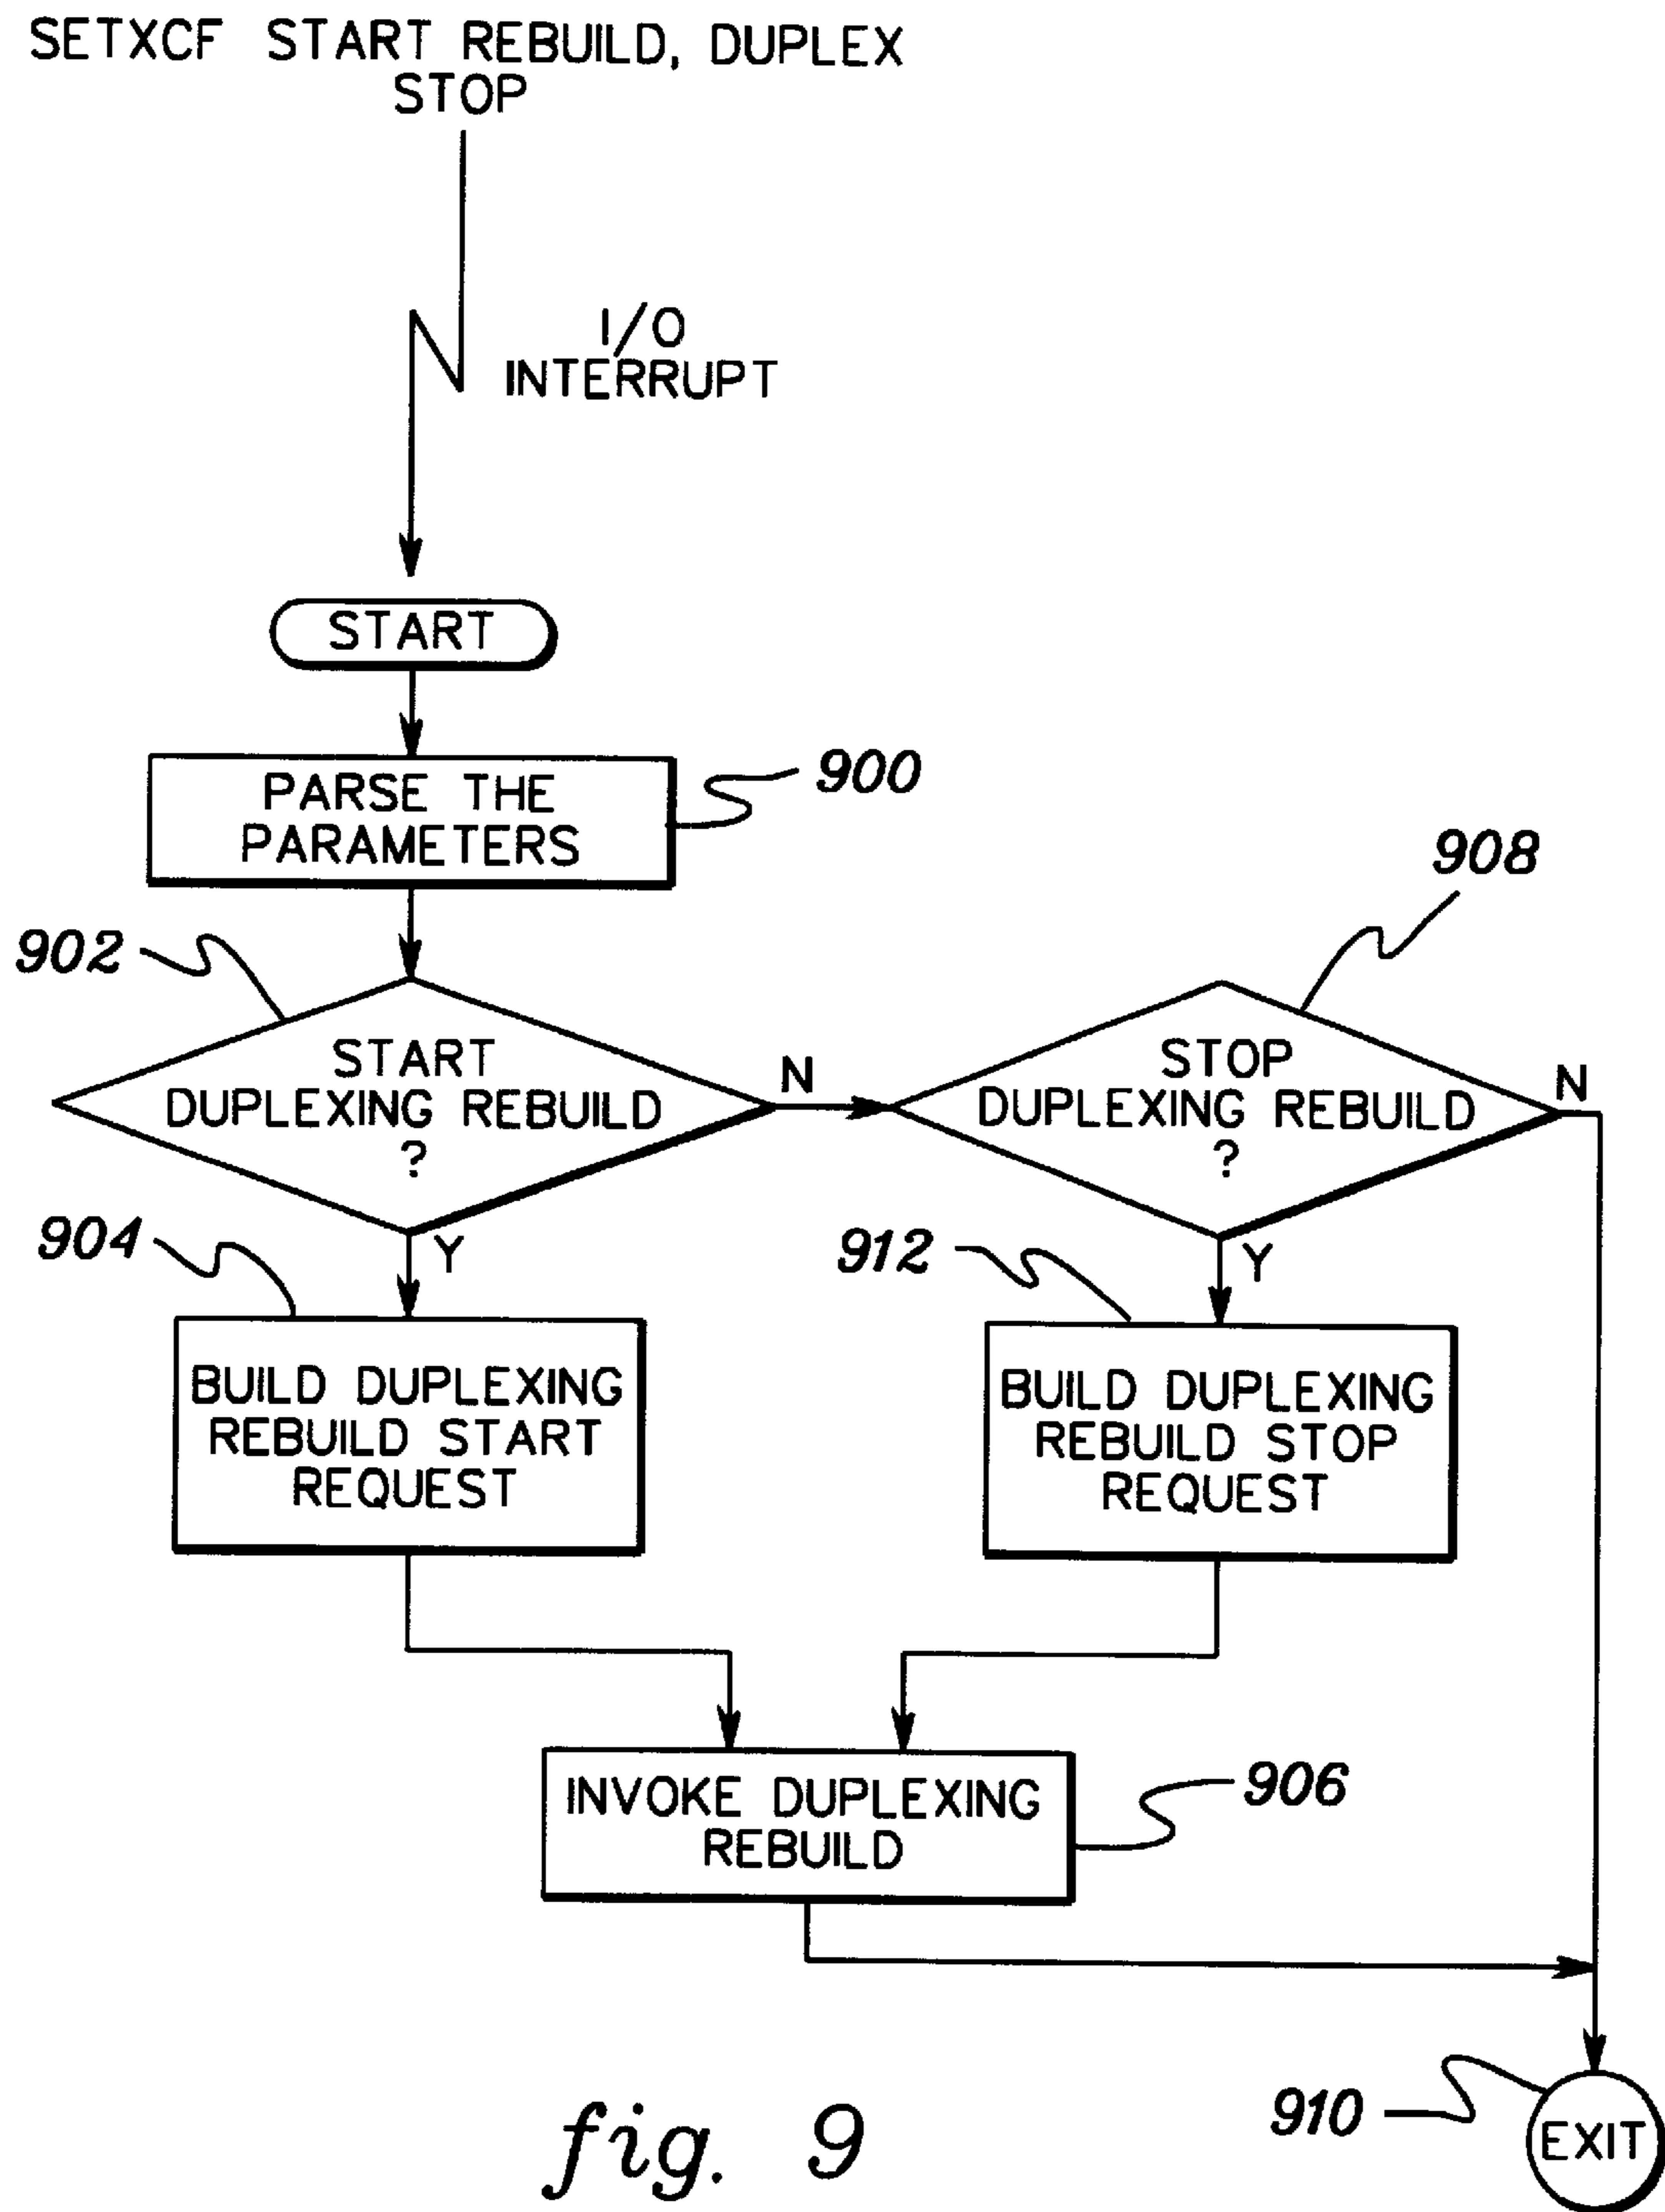 SETXCF START REBUILD, DUPLEX
STOP
I/O
INTERRUPT
START
PARSE THE
PARAMETERS
900
908
902
START
DUPLEXING REBUILD
?
N
STOP
DUPLEXING REBUILD
?
N
904
Y
912
Y
BUILD DUPLEXING
REBUILD START
REQUEST
BUILD DUPLEXING
REBUILD STOP
REQUEST
INVOKE DUPLEXING
REBUILD
906
910
EXIT
fig. 9